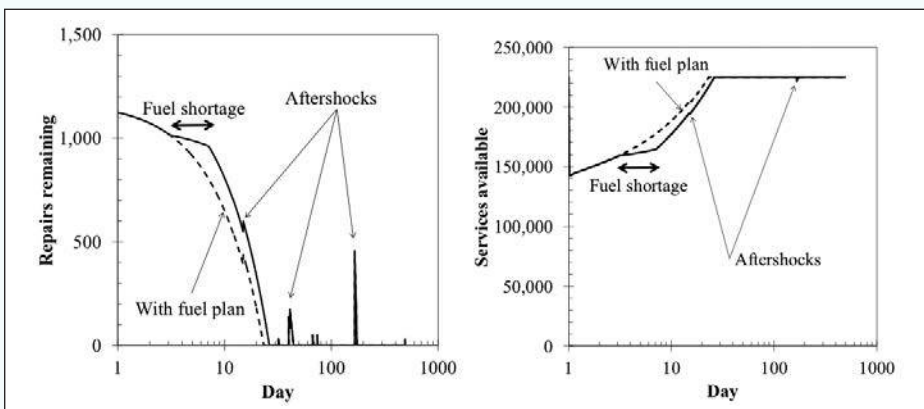 1,500
1,000
500
0
Repairs remaining
Fuel shortage
Aftershocks
With fuel plan
1 10 100 1000
Day
250,000
200,000
150,000
100,000
50,000
0
Services available
With fuel plan
Fuel shortage
Aftershocks
1 10 100 1000
Day